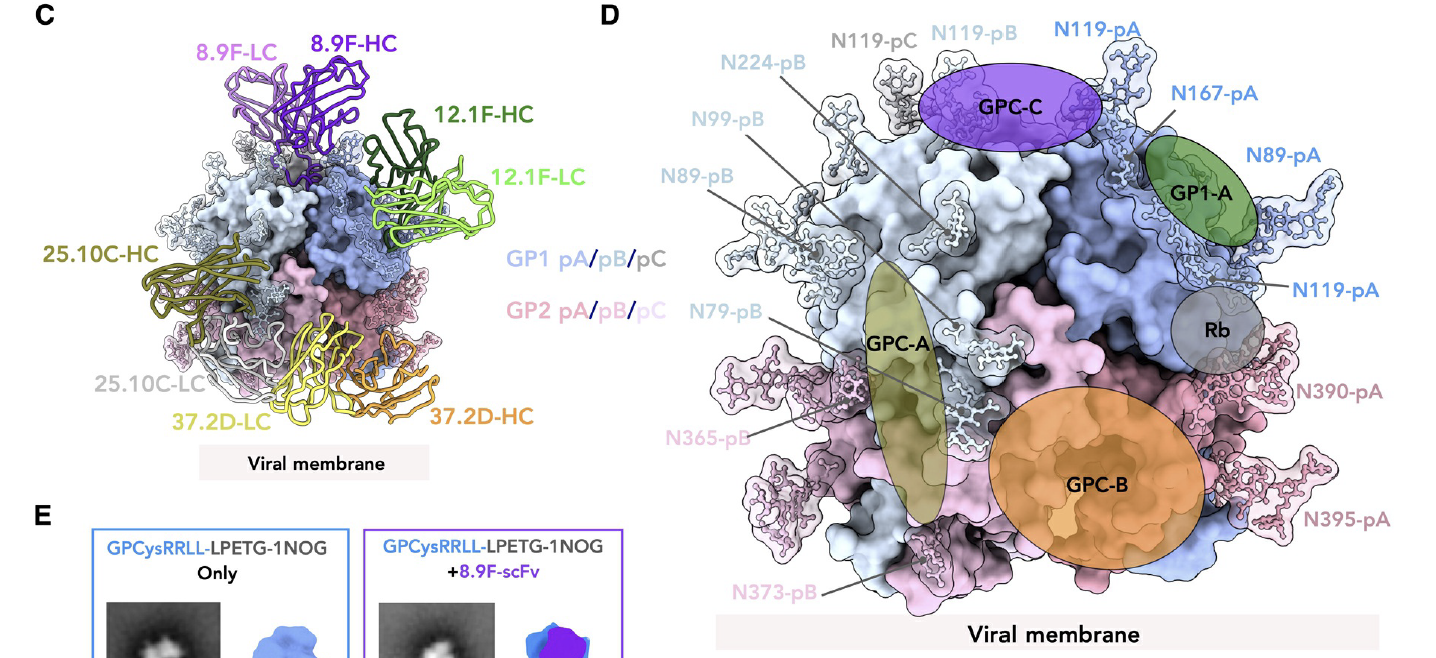 C
8.9F-LC
8.9F-HC
12.1F-HC
12.1F-LC
25.10C-HC
25.10C-LC
37.2D-LC
37.2D-HC
Viral membrane
GP1 pA/pB/pC
GP2 pA/pB/pC
D
N119-pC
N119-pB
N119-pA
N224-pB
N167-pA
GPC-C
N99-pB
N89-pA
N89-pB
GP1-A
N119-pA
N79-pB
Rb
GPC-A
N390-pA
N365-pB
GPC-B
N395-pA
N373-pB
Viral membrane
E
GPCysRRLL-LPETG-1NOG
Only
GPCysRRLL-LPETG-1NOG
+8.9F-scFv